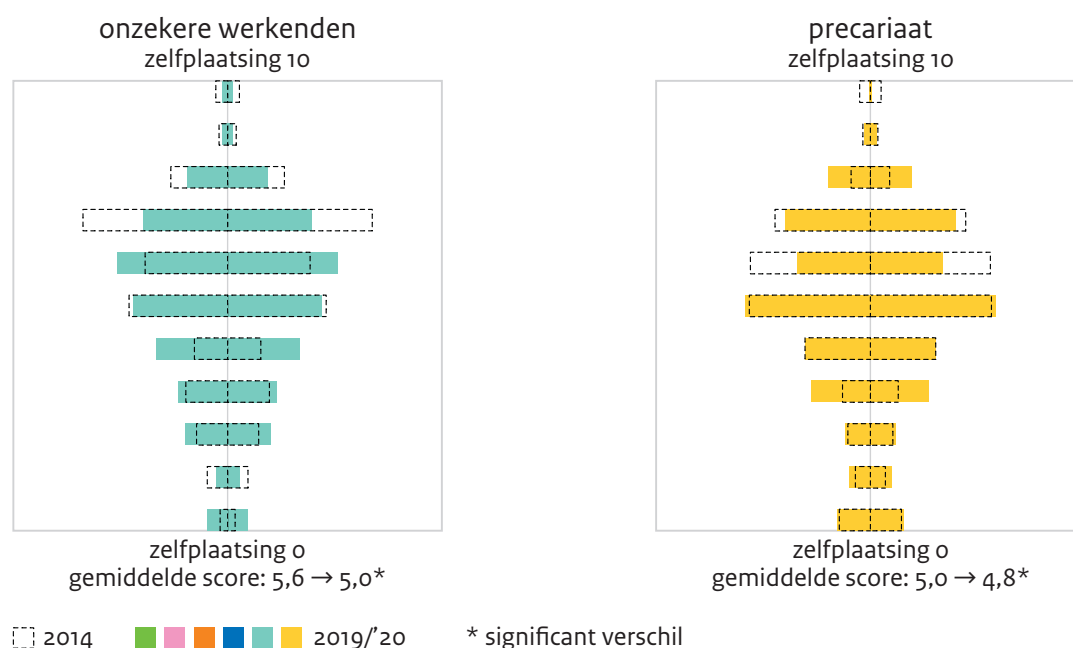 onzekere werkenden
zelfplaatsing 10
zelfplaatsing 0
gemiddelde score: 5,6 → 5,0*
precariaat
zelfplaatsing 10
zelfplaatsing 0
gemiddelde score: 5,0 → 4,8*
2014
2019/'20
* significant verschil